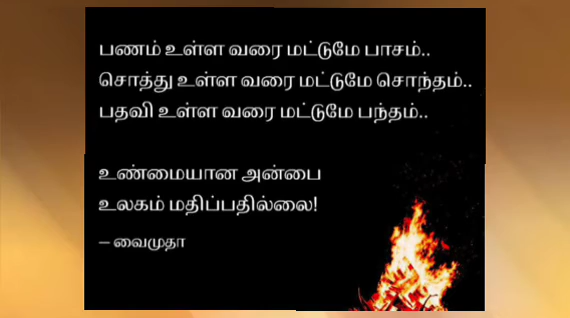 பணம் உள்ள வரை மட்டுமே பாசம்..
சொத்து உள்ள வரை மட்டுமே சொந்தம்..
பதவி உள்ள வரை மட்டுமே பந்தம்..
உண்மையான அன்பை
உலகம் மதிப்பதில்லை!
– வைமுதா